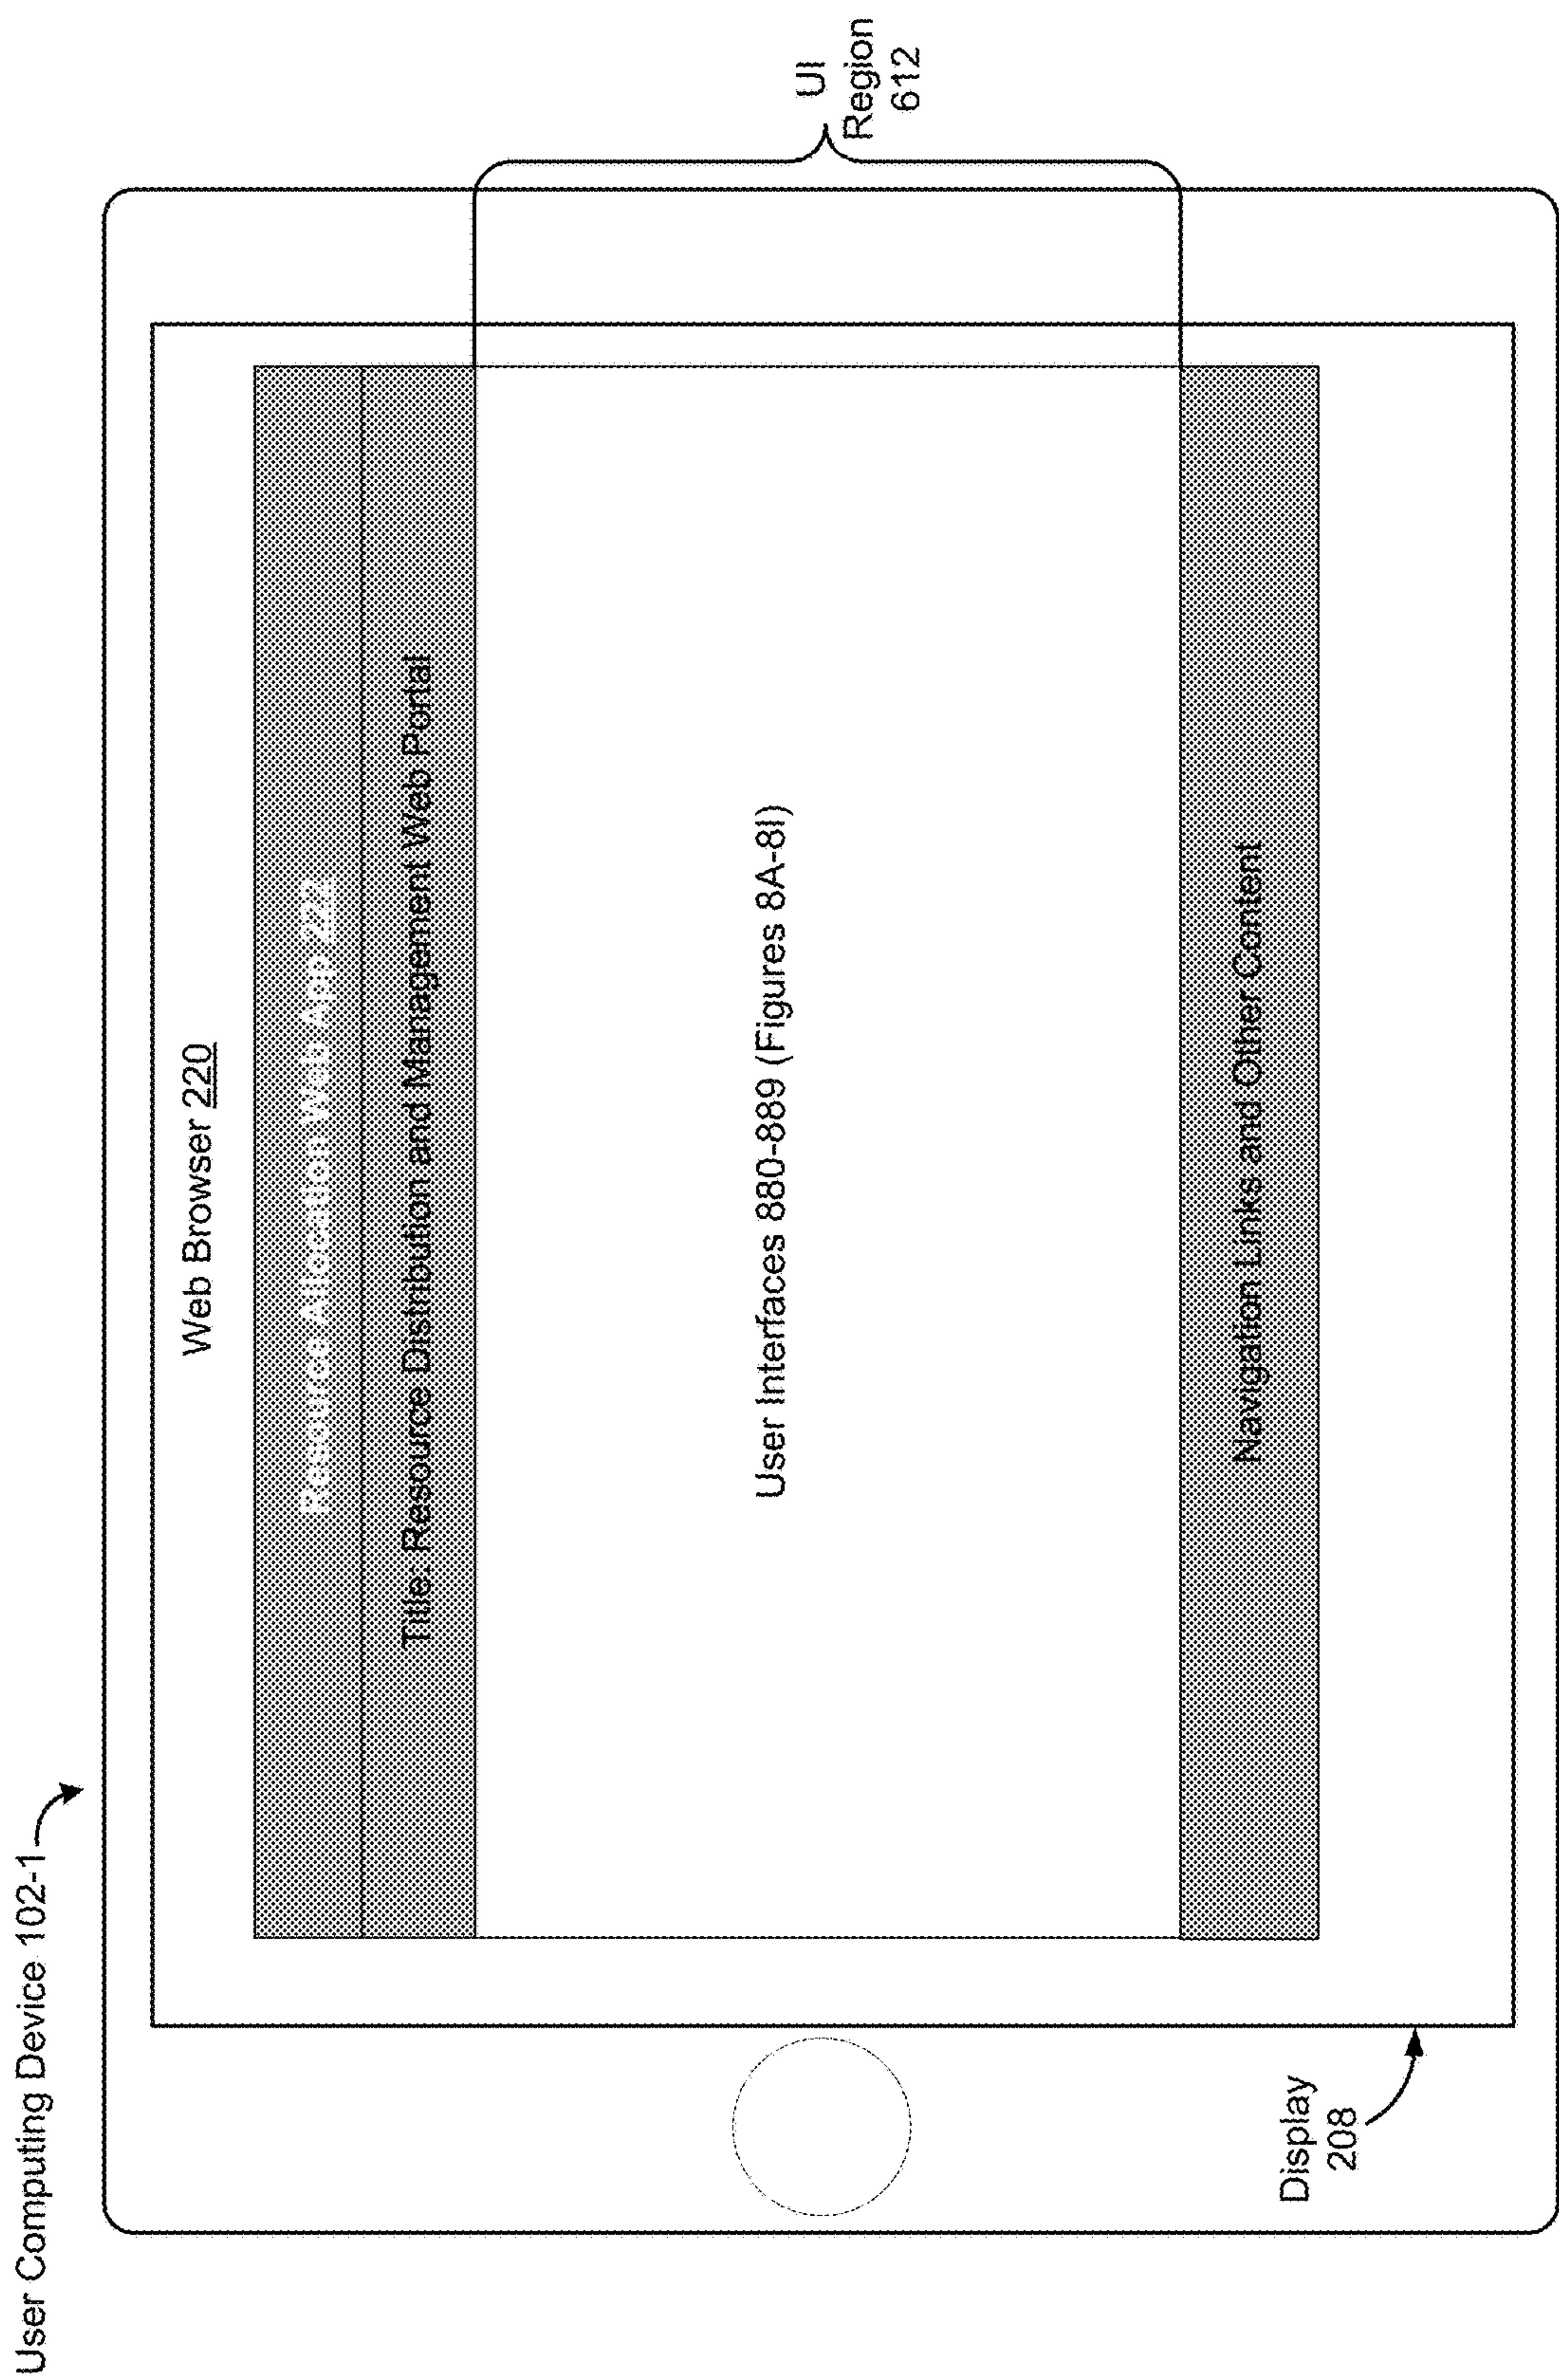 User Computing Device 102-1
Web Browser 220
Resource Allocation Web App 222
Title: Resource Distribution and Management Web Portal
User Interfaces 880-889 (Figures 8A-8I)
UI
Region
612
Navigation Links and Other Content
Display
208